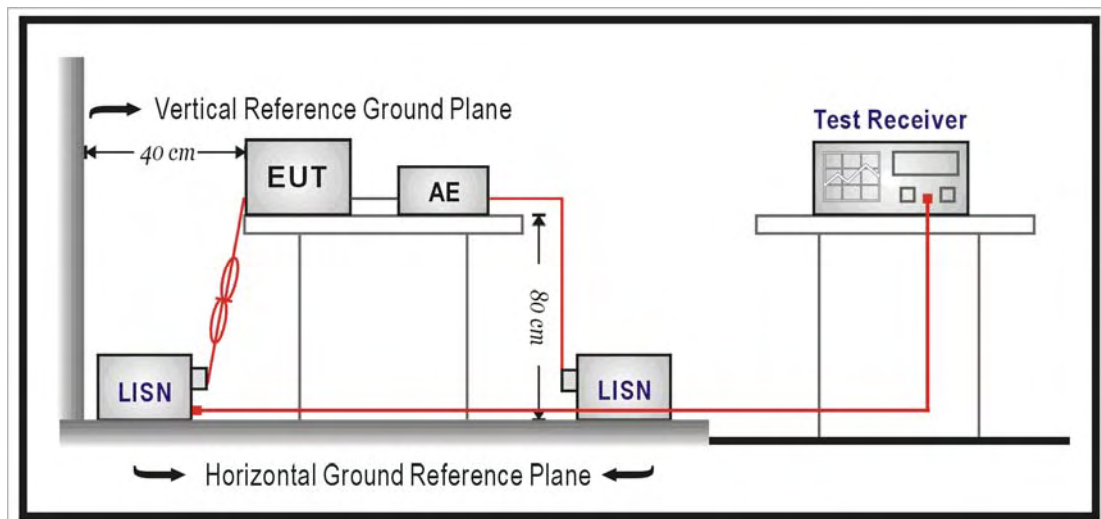 Vertical Reference Ground Plane
Test Receiver
40 cm
EUT
AE
80 cm
LISN
LISN
Horizontal Ground Reference Plane